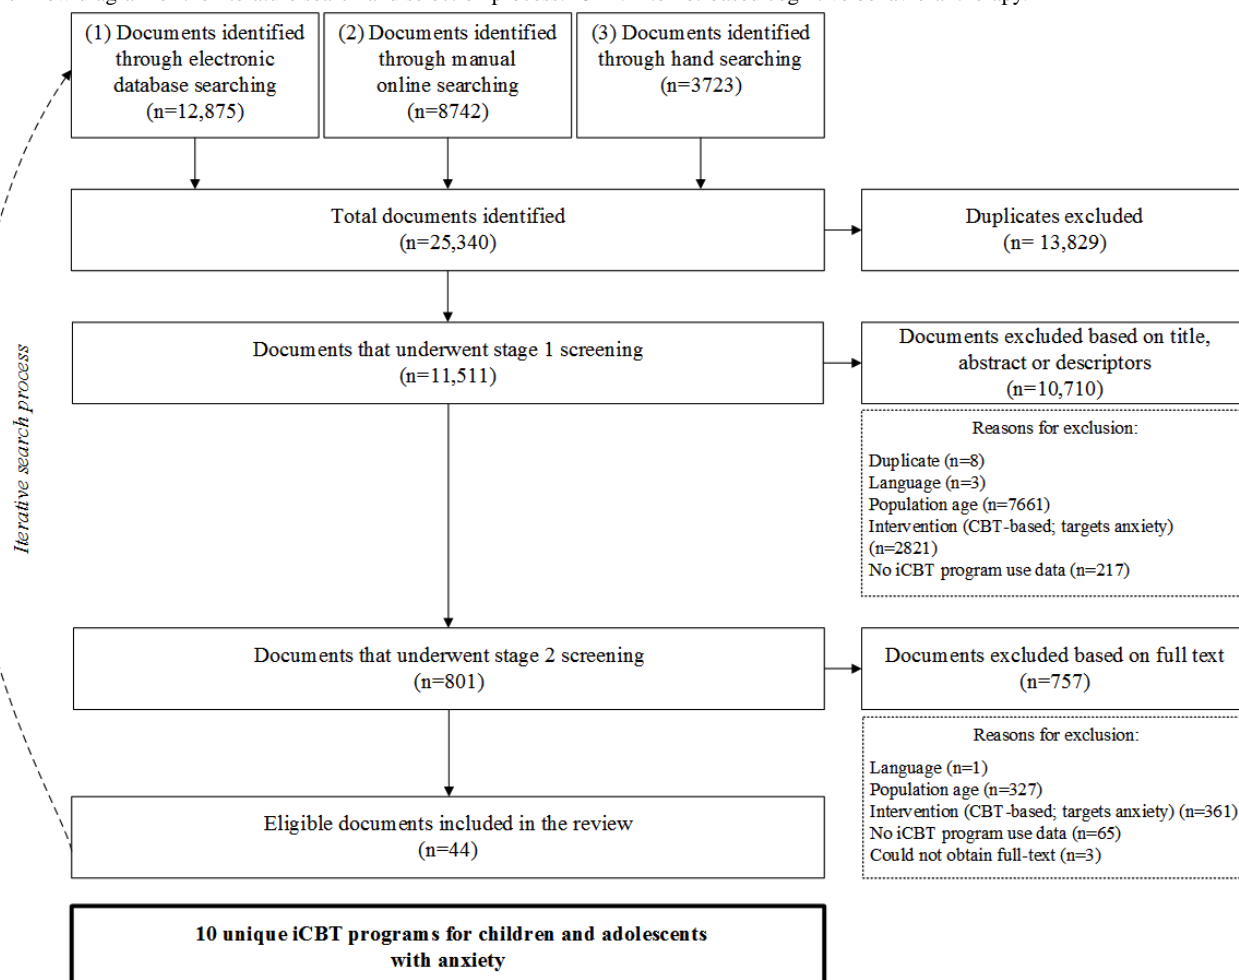 (1) Documents identified
through electronic
database searching
(n=12,875)
(2) Documents identified
through manual
online searching
(n=8742)
(3) Documents identified
through hand searching
(n=3723)
Total documents identified
(n=25,340)
Duplicates excluded
(n= 13,829)
Iterative search process
Documents that underwent stage 1 screening
(n=11,511)
Documents excluded based on title,
abstract or descriptors
(n=10,710)
Reasons for exclusion:
Duplicate (n=8)
Language (n=3)
Population age (n=7661)
Intervention (CBT-based; targets anxiety)
(n=2821)
No iCBT program use data (n=217)
Documents that underwent stage 2 screening
(n=801)
Documents excluded based on full text
(n=757)
Reasons for exclusion:
Language (n=1)
Population age (n=327)
Intervention (CBT-based; targets anxiety) (n=361)
No iCBT program use data (n=65)
Could not obtain full-text (n=3)
Eligible documents included in the review
(n=44)
10 unique iCBT programs for children and adolescents
with anxiety